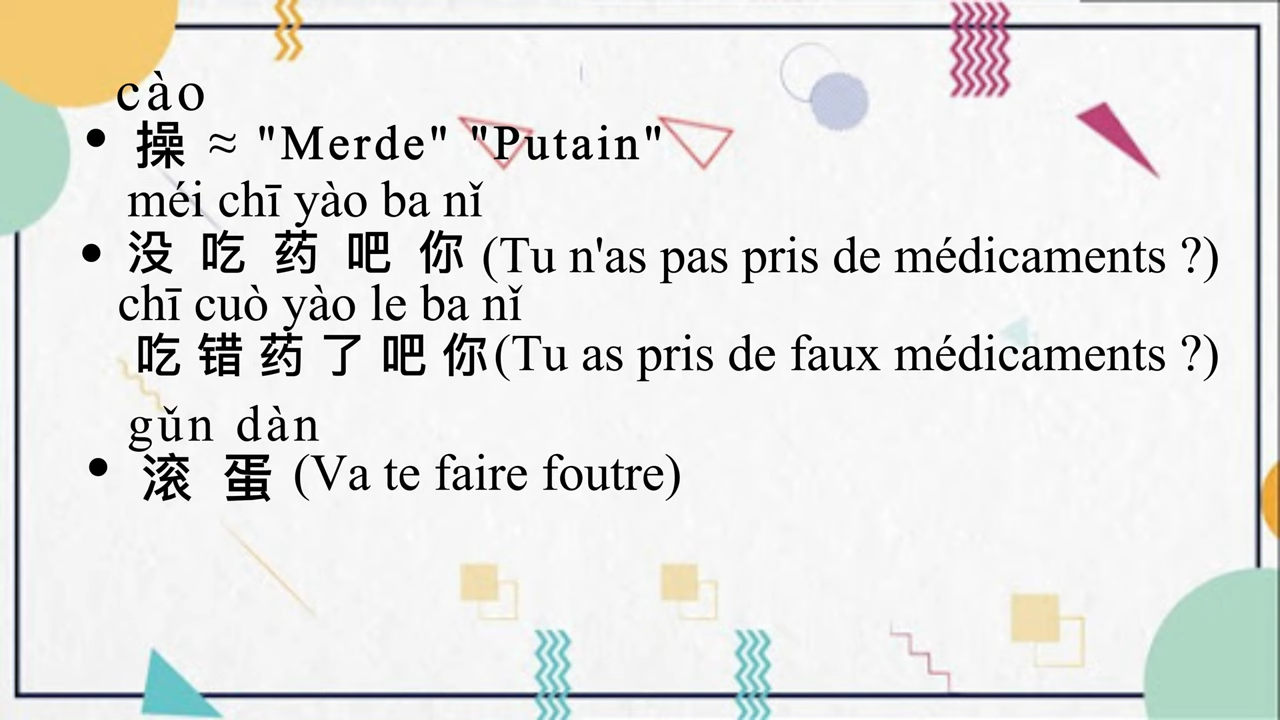 cào
• 操 ≈ "Merde" "Putain"
méi chī yào ba nǐ
• 没 吃 药 吧 你 (Tu n'as pas pris de médicaments ?)
chī cuò yào le ba nǐ
吃 错 药 了 吧 你(Tu as pris de faux médicaments ?)
gǔn dàn
• 滚 蛋 (Va te faire foutre)